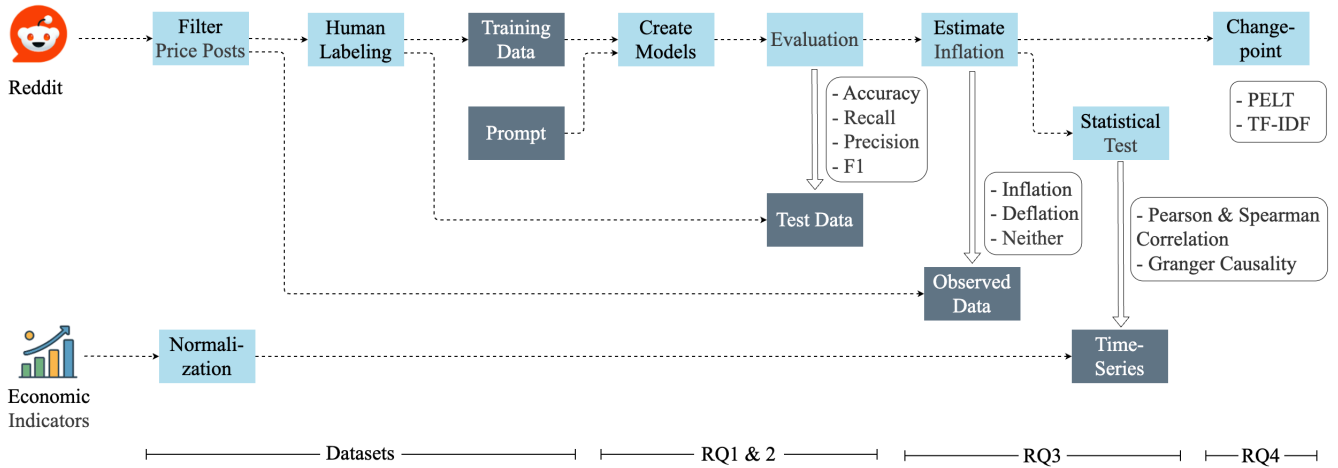 Reddit
Filter
Price Posts
Human
Labeling
Training
Data
Prompt
Create
Models
Evaluation
- Accuracy
- Recall
- Precision
- F1
Test Data
Estimate
Inflation
- Inflation
- Deflation
- Neither
Observed
Data
Statistical
Test
- Pearson & Spearman
Correlation
- Granger Causality
Time-
Series
Change-
point
- PELT
- TF-IDF
Economic
Indicators
Normali-
zation
Datasets
RQ1 & 2
RQ3
RQ4